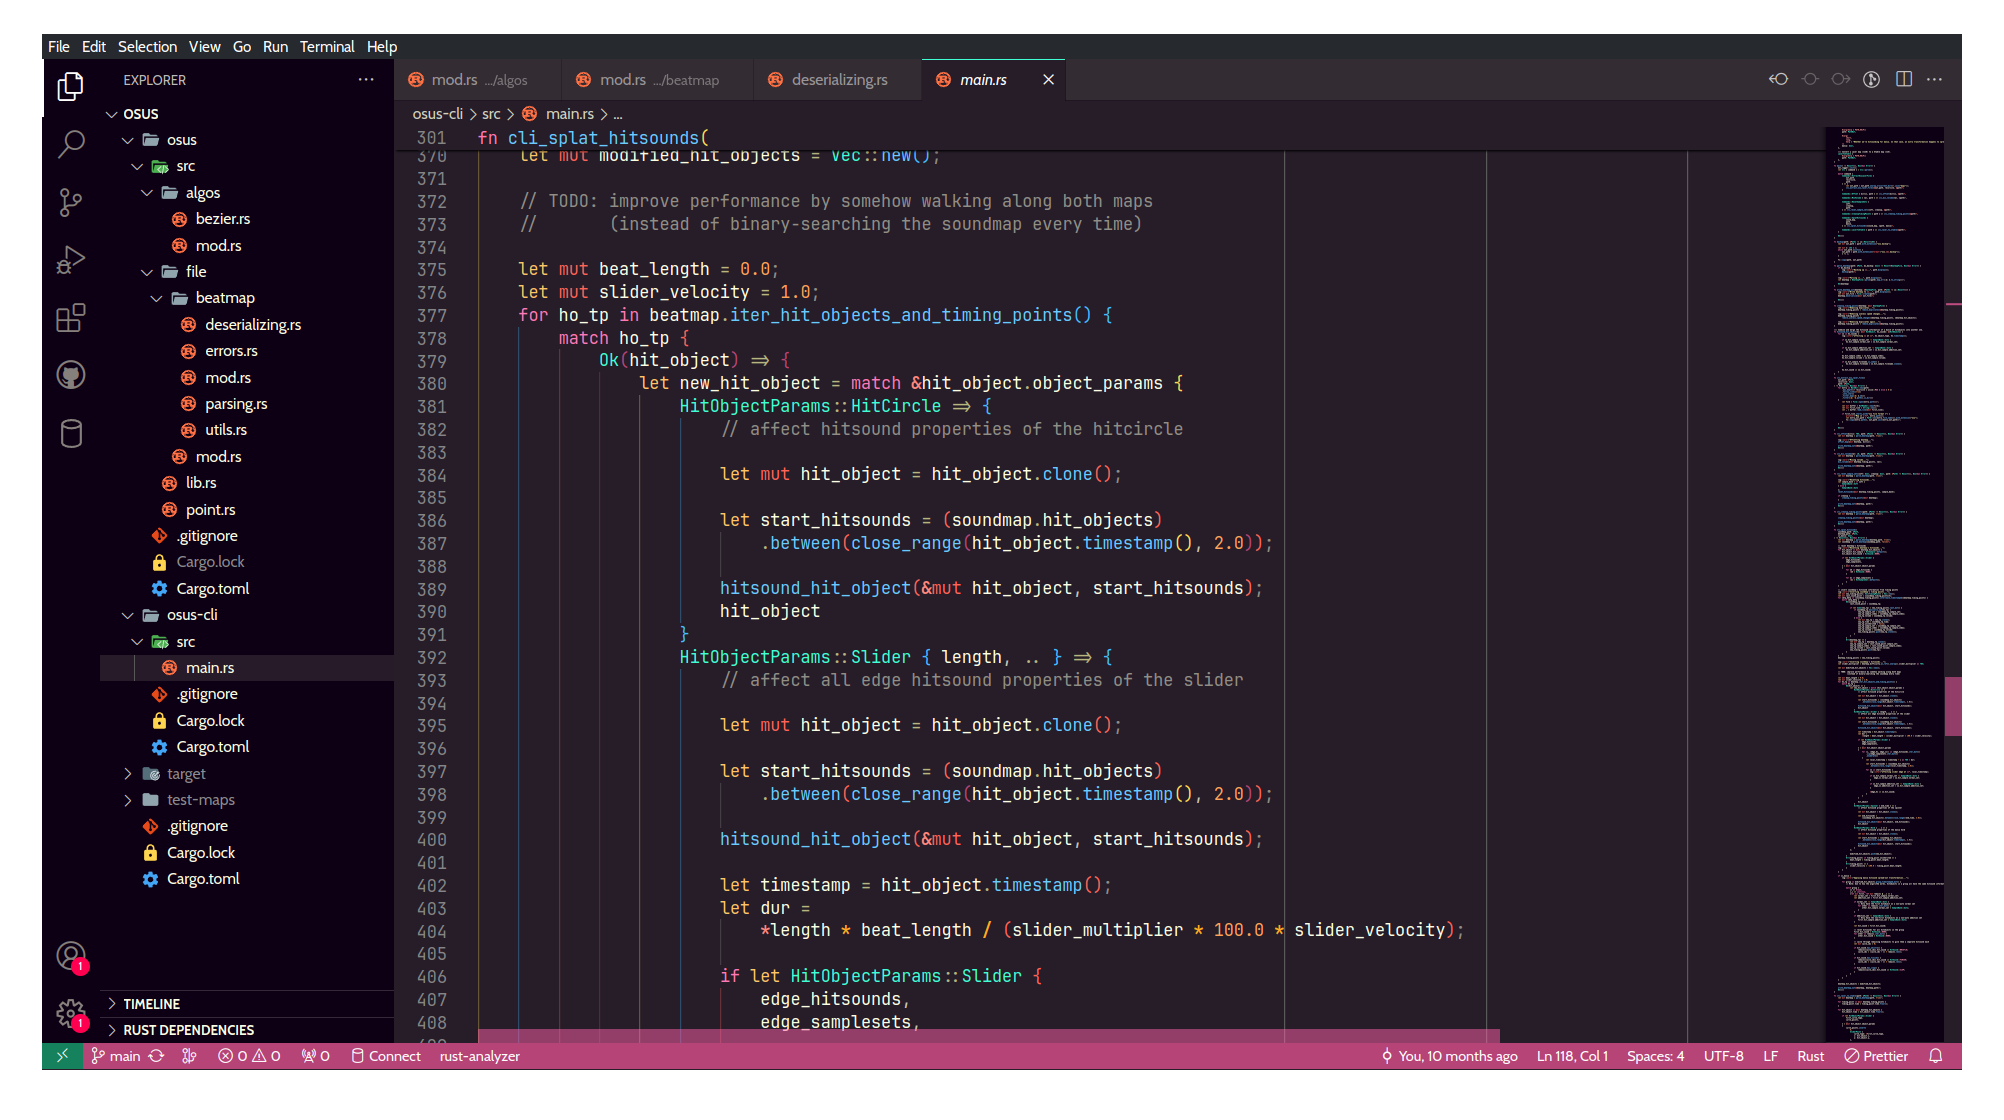 File Edit Selection View Go Run Terminal Help
EXPLORER ···
OSUS
osus
src
algos
bezier.rs
mod.rs
file
beatmap
deserializing.rs
errors.rs
mod.rs
parsing.rs
utils.rs
mod.rs
lib.rs
point.rs
.gitignore
Cargo.lock
Cargo.toml
osus-cli
src
main.rs
.gitignore
Cargo.lock
Cargo.toml
target
test-maps
.gitignore
Cargo.lock
Cargo.toml
1
1
TIMELINE
RUST DEPENDENCIES
mod.rs .../algos mod.rs .../beatmap deserializing.rs main.rs
osus-cli > src > main.rs > ...
301 fn cli_splat_hitsounds(
370 let mut modified_hit_objects = Vec::new();
371
372 // TODO: improve performance by somehow walking along both maps
373 // (instead of binary-searching the soundmap every time)
374
375 let mut beat_length = 0.0;
376 let mut slider_velocity = 1.0;
377 for ho_tp in beatmap.iter_hit_objects_and_timing_points() {
378 match ho_tp {
379 Ok(hit_object) => {
380 let new_hit_object = match &hit_object.object_params {
381 HitObjectParams::HitCircle => {
382 // affect hitsound properties of the hitcircle
383
384 let mut hit_object = hit_object.clone();
385
386 let start_hitsounds = (soundmap.hit_objects)
387 .between(close_range(hit_object.timestamp(), 2.0));
388
389 hitsound_hit_object(&mut hit_object, start_hitsounds);
390 hit_object
391 }
392 HitObjectParams::Slider { length, .. } => {
393 // affect all edge hitsound properties of the slider
394
395 let mut hit_object = hit_object.clone();
396
397 let start_hitsounds = (soundmap.hit_objects)
398 .between(close_range(hit_object.timestamp(), 2.0));
399
400 hitsound_hit_object(&mut hit_object, start_hitsounds);
401
402 let timestamp = hit_object.timestamp();
403 let dur =
404 *length * beat_length / (slider_multiplier * 100.0 * slider_velocity);
405
406 if let HitObjectParams::Slider {
407 edge_hitsounds,
408 edge_samplesets,
main 0 0 0 Connect rust-analyzer You, 10 months ago Ln 118, Col 1 Spaces: 4 UTF-8 LF Rust Prettier